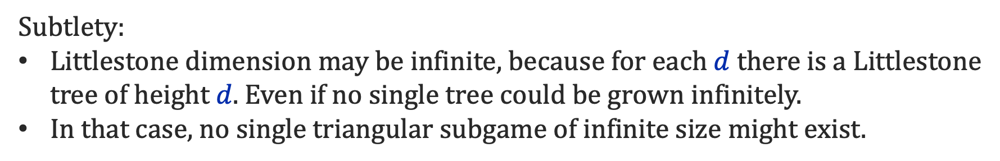 Subtlety:
• Littlestone dimension may be infinite, because for each d there is a Littlestone
tree of height d. Even if no single tree could be grown infinitely.
• In that case, no single triangular subgame of infinite size might exist.